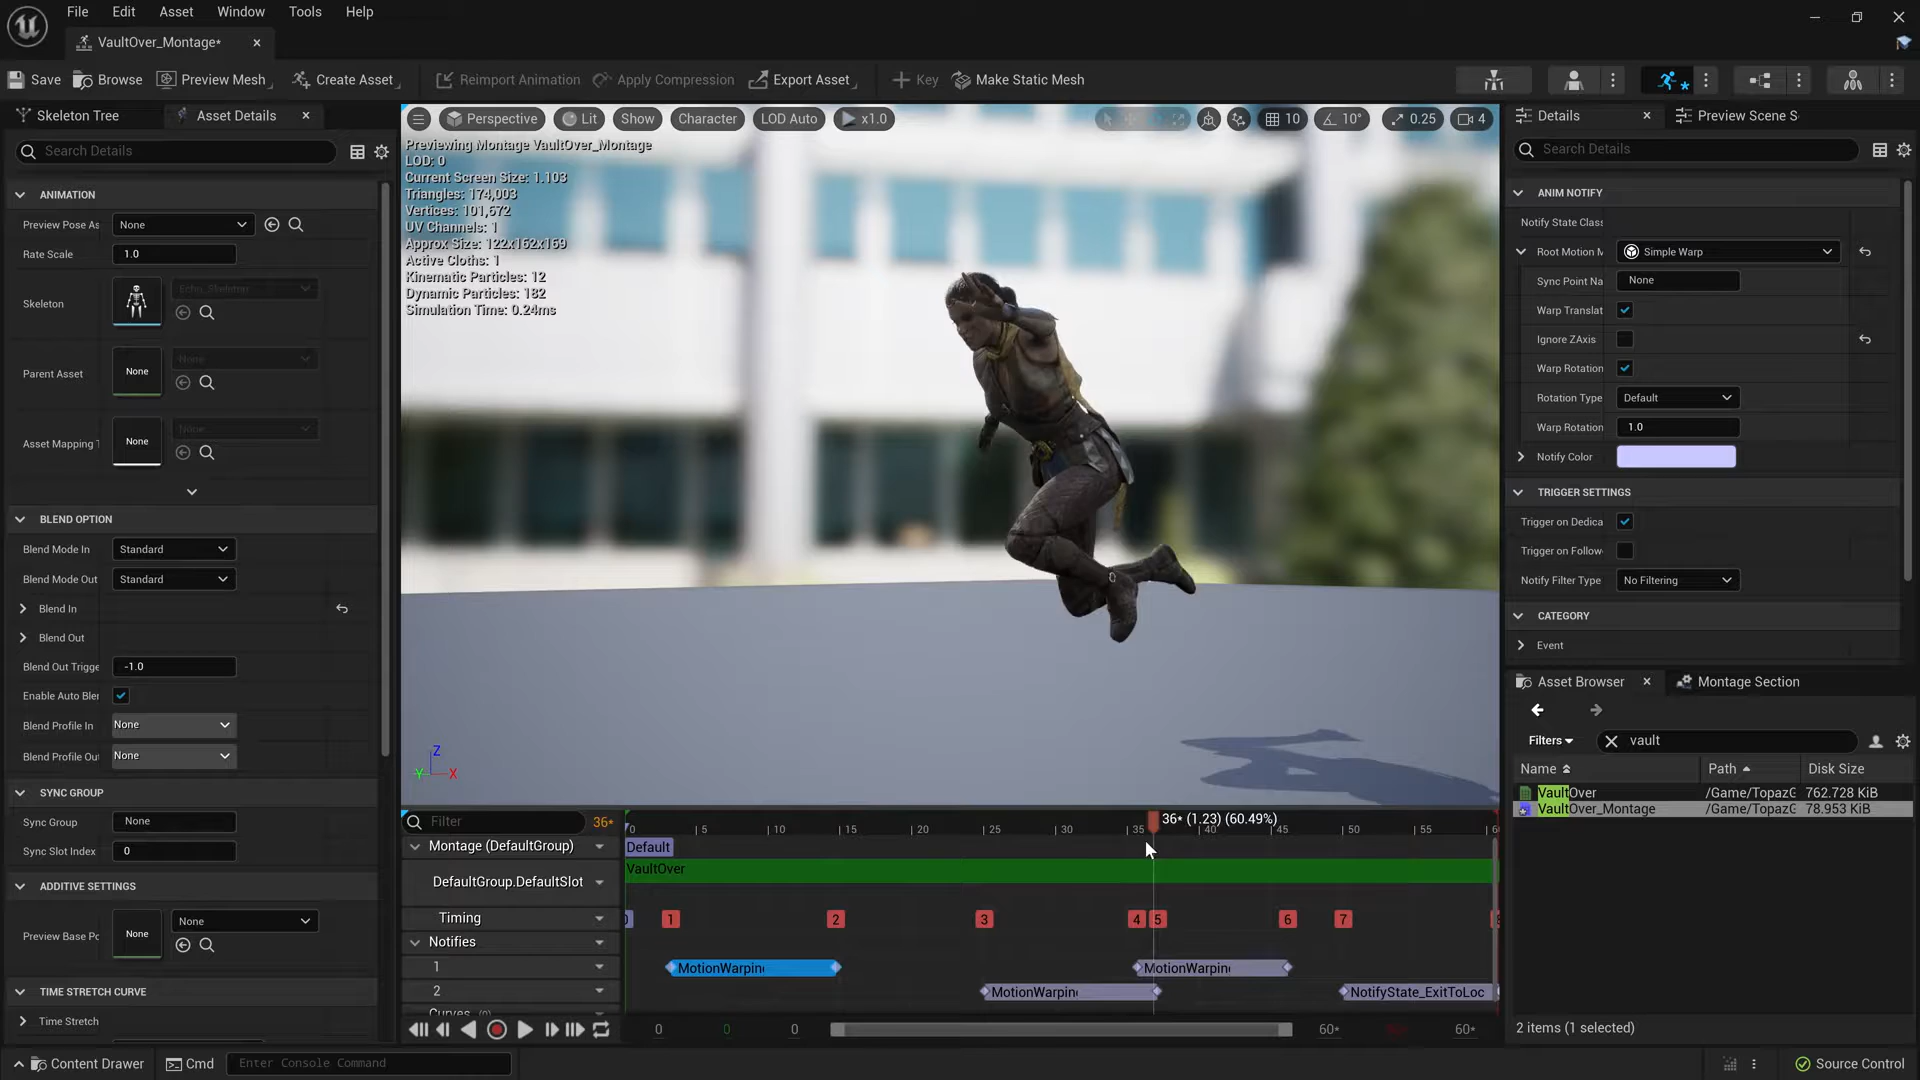 File Edit Asset Window Tools Help
VaultOver_Montage*
Save Browse Preview Mesh Create Asset Reimport Animation Apply Compression Export Asset Key Make Static Mesh
Skeleton Tree Asset Details
Search Details
ANIMATION
Preview Pose As None
Rate Scale 1.0
Skeleton Echo_Skeleton
Parent Asset None None
Asset Mapping T None None
BLEND OPTION
Blend Mode In Standard
Blend Mode Out Standard
Blend In
Blend Out
Blend Out Trigge -1.0
Enable Auto Bler
Blend Profile In None
Blend Profile Out None
SYNC GROUP
Sync Group None
Sync Slot Index 0
ADDITIVE SETTINGS
Preview Base Po None None
TIME STRETCH CURVE
Time Stretch
Perspective Lit Show Character LOD Auto x1.0 10 10° 0.25 4
Previewing Montage VaultOver_Montage
LOD: 0
Current Screen Size: 1.103
Triangles: 174,003
Vertices: 101,672
UV Channels: 1
Approx Size: 122x162x169
Active Cloths: 1
Kinematic Particles: 12
Dynamic Particles: 182
Simulation Time: 0.24ms
Z
Y X
Filter 36*
36* (1.23) (60.49%)
0 5 10 15 20 25 30 35 40 45 50 55 60
Montage (DefaultGroup) Default
VaultOver
DefaultGroup.DefaultSlot
Timing 1 2 3 4 5 6 7
Notifies
1 MotionWarpin MotionWarpin
2 MotionWarpin NotifyState_ExitToLoc
Curves (0)
0 0 0 60* 60*
Details Preview Scene S
Search Details
ANIM NOTIFY
Notify State Class
Root Motion M Simple Warp
Sync Point Na None
Warp Translat
Ignore ZAxis
Warp Rotation
Rotation Type Default
Warp Rotation 1.0
Notify Color
TRIGGER SETTINGS
Trigger on Dedica
Trigger on Follow
Notify Filter Type No Filtering
CATEGORY
Event
Asset Browser Montage Section
Filters vault
Name Path Disk Size
VaultOver /Game/TopazG 762.728 KiB
VaultOver_Montage /Game/TopazG 78.953 KiB
2 items (1 selected)
Content Drawer Cmd Enter Console Command Source Control